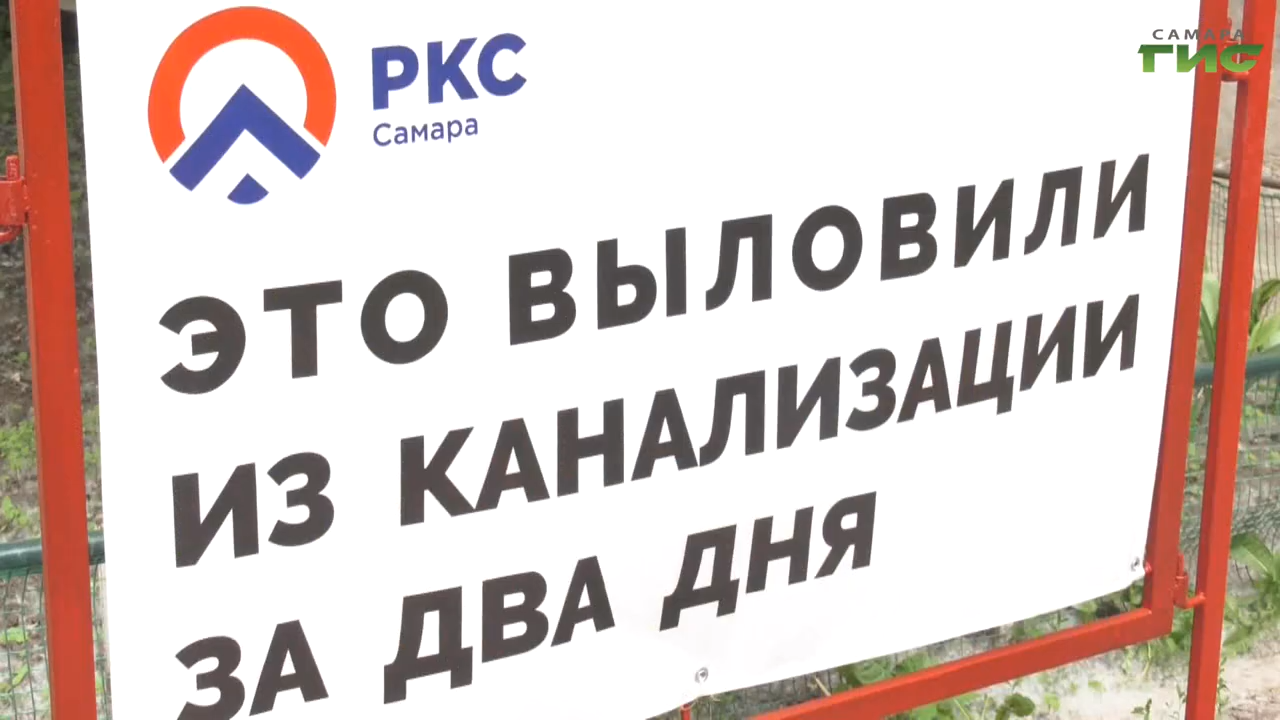 РКС
Самара
САМАРА
ГИС
ЭТО ВЫЛОВИЛИ
ИЗ КАНАЛИЗАЦИИ
ЗА ДВА ДНЯ